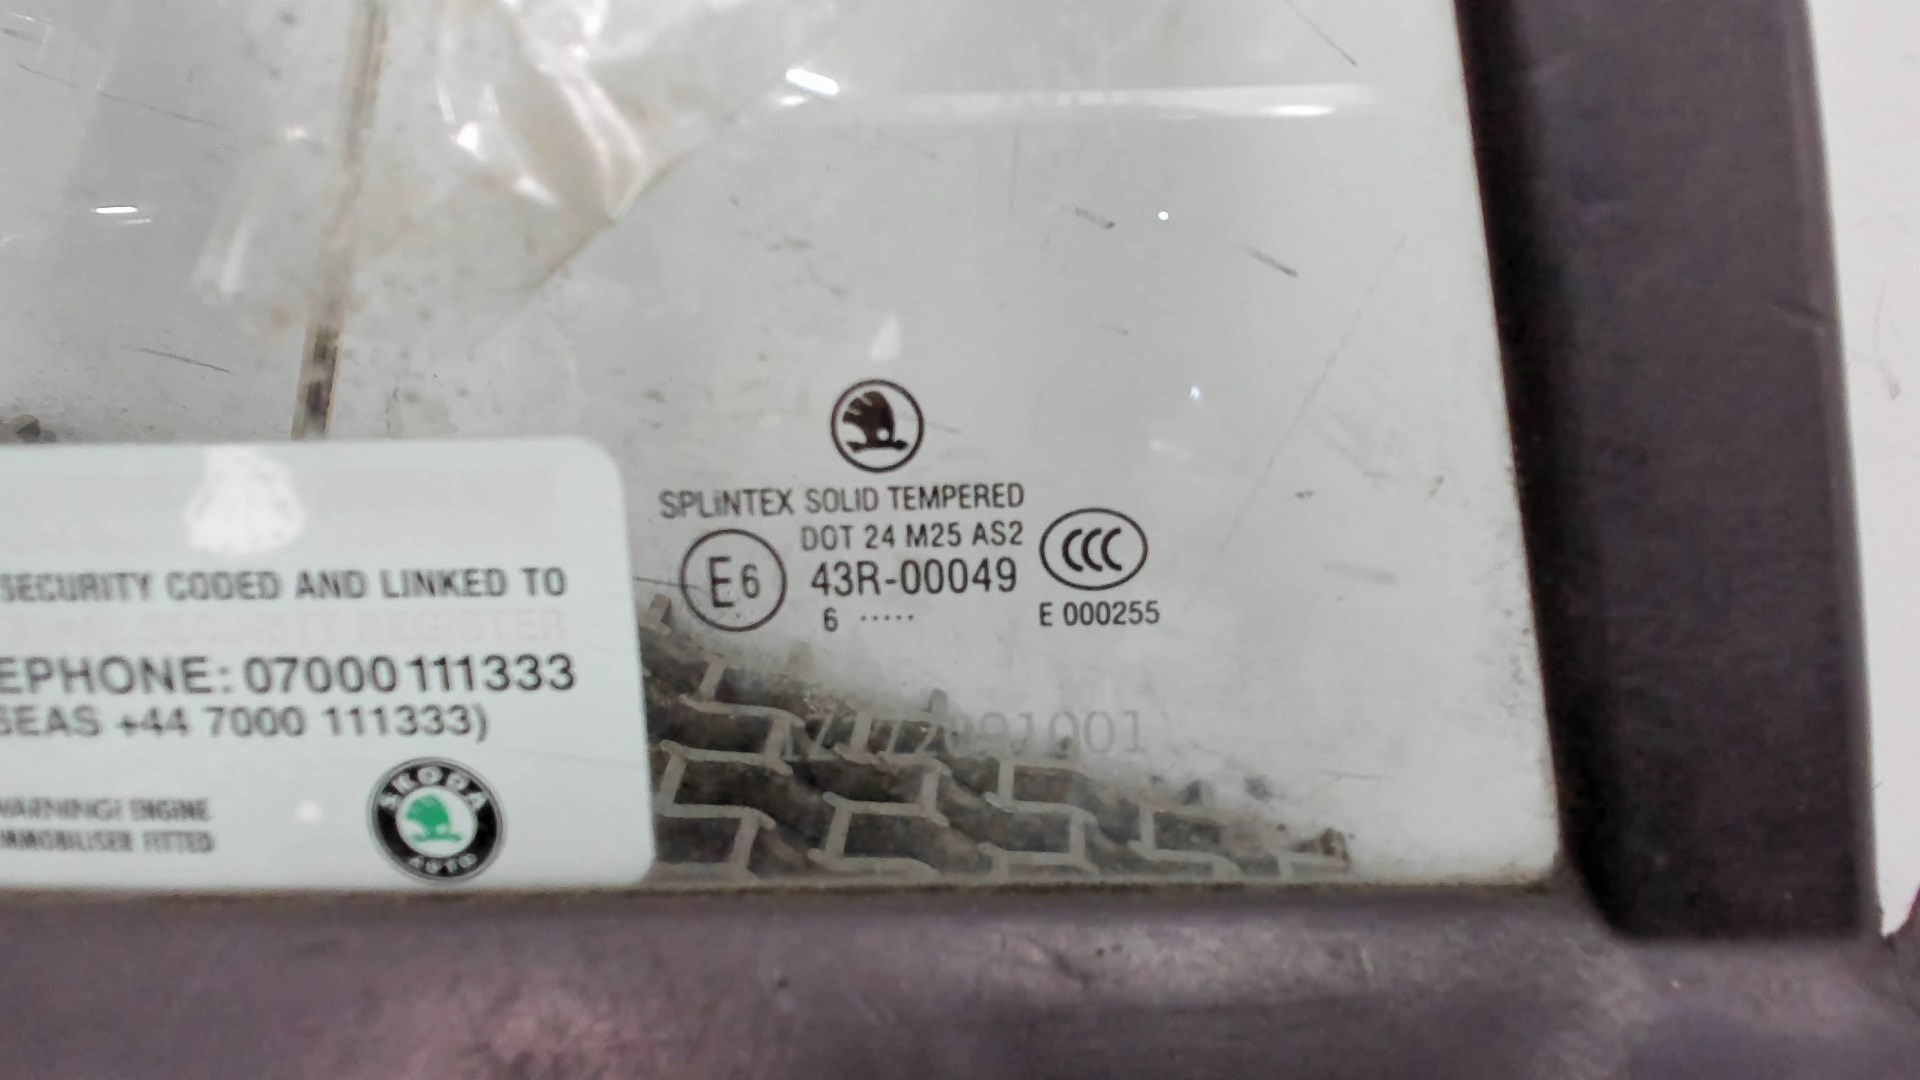 SPLINTEX SOLID TEMPERED
DOT 24 M25 AS2
E6 43R-00049 CCC
6 ..... E 000255
SECURITY CODED AND LINKED TO
EPHONE: 07000 111333
SEAS +44 7000 111333)
WARNING! ENGINE
IMMOBILISER FITTED
SKODA
AUTO